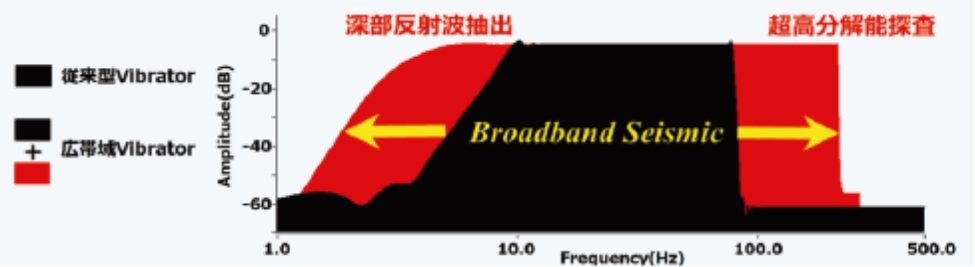 深部反射波抽出
超高分解能探査
0
-20
-40
-60
Amplitude(dB)
従来型Vibrator
+
広帯域Vibrator
Broadband Seismic
1.0
10.0
100.0
500.0
Frequency(Hz)